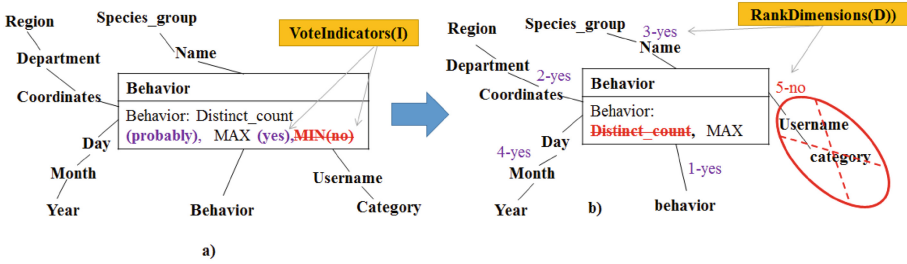 Region
Species_group
VoteIndicators(I)
Department
Name
Coordinates
Behavior
Behavior: Distinct_count
(probably), MAX (yes),MIN(no)
Day
Month
Year
Behavior
Username
Category
a)
Species_group
RankDimensions(D))
Region
3-yes
Name
Department
2-yes
Coordinates
Behavior
5-no
Behavior:
Distinct_count, MAX
Username
category
Day
4-yes
Month
1-yes
Year
b)
behavior